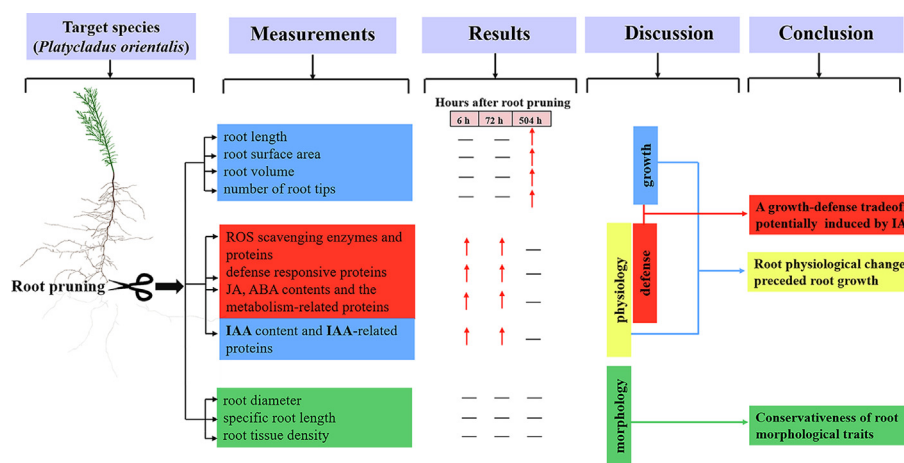 Target species
(Platycladus orientalis)
Measurements
Results
Discussion
Conclusion
Hours after root pruning
6 h 72 h 504 h
root length
root surface area
root volume
number of root tips
ROS scavenging enzymes and
proteins
defense responsive proteins
JA, ABA contents and the
metabolism-related proteins
IAA content and IAA-related
proteins
root diameter
specific root length
root tissue density
Root pruning
growth
defense
physiology
morphology
A growth-defense tradeof
potentially induced by IA
Root physiological change
preceded root growth
Conservativeness of root
morphological traits